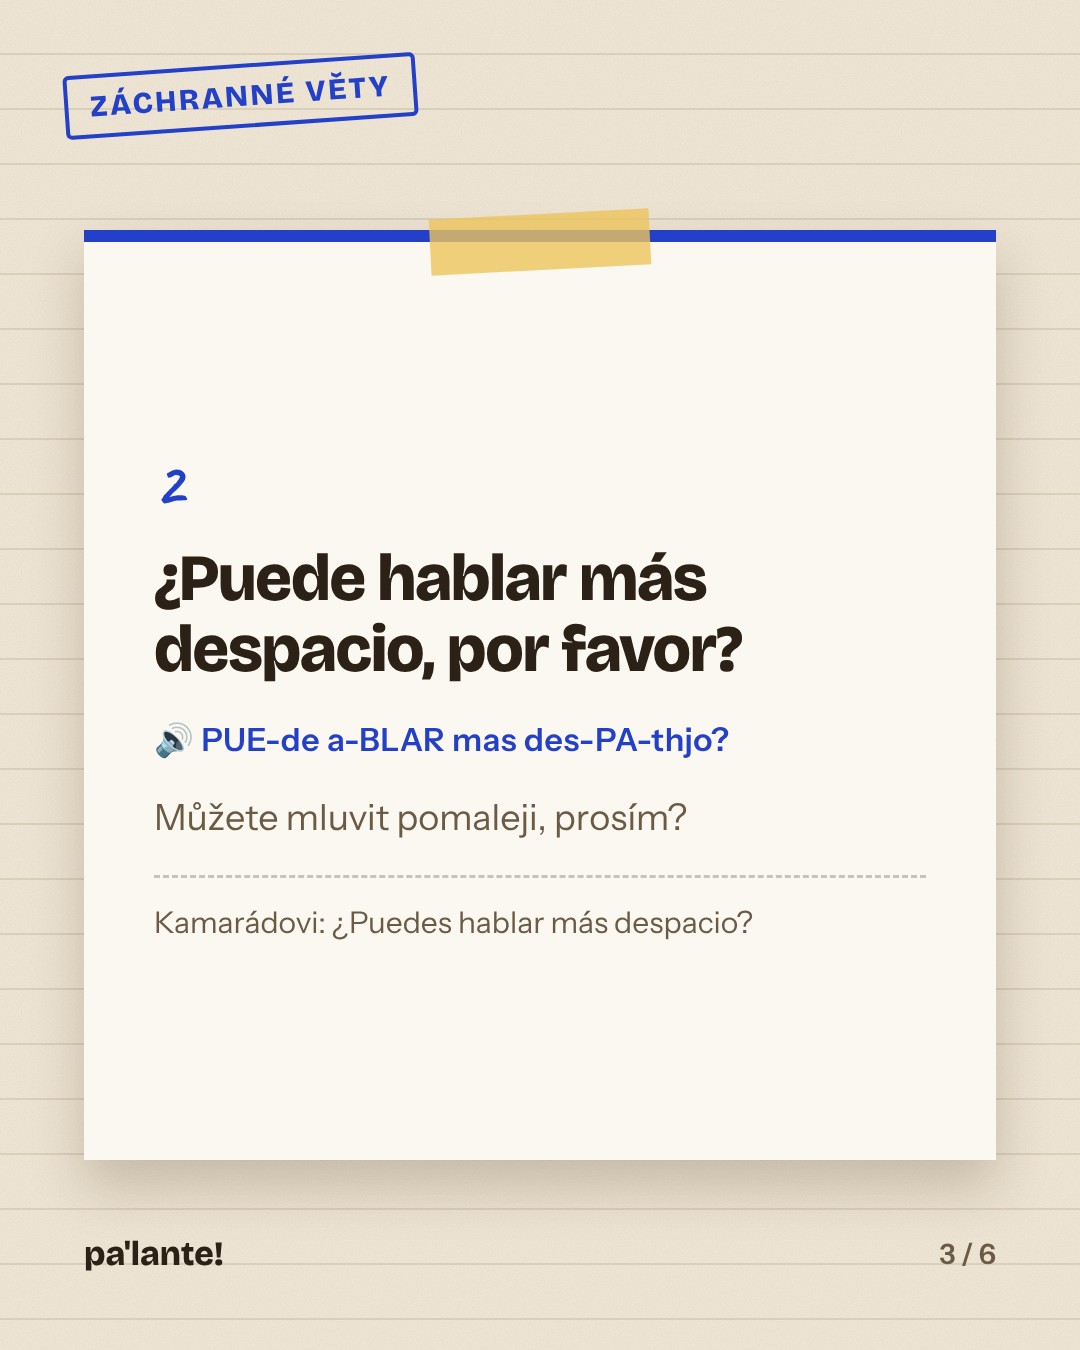 ZÁCHRANNÉ VĚTY
2
¿Puede hablar más
despacio, por favor?
🔊 PUE-de a-BLAR mas des-PA-thjo?
Můžete mluvit pomaleji, prosím?
Kamarádovi: ¿Puedes hablar más despacio?
pa'lante!
3 / 6